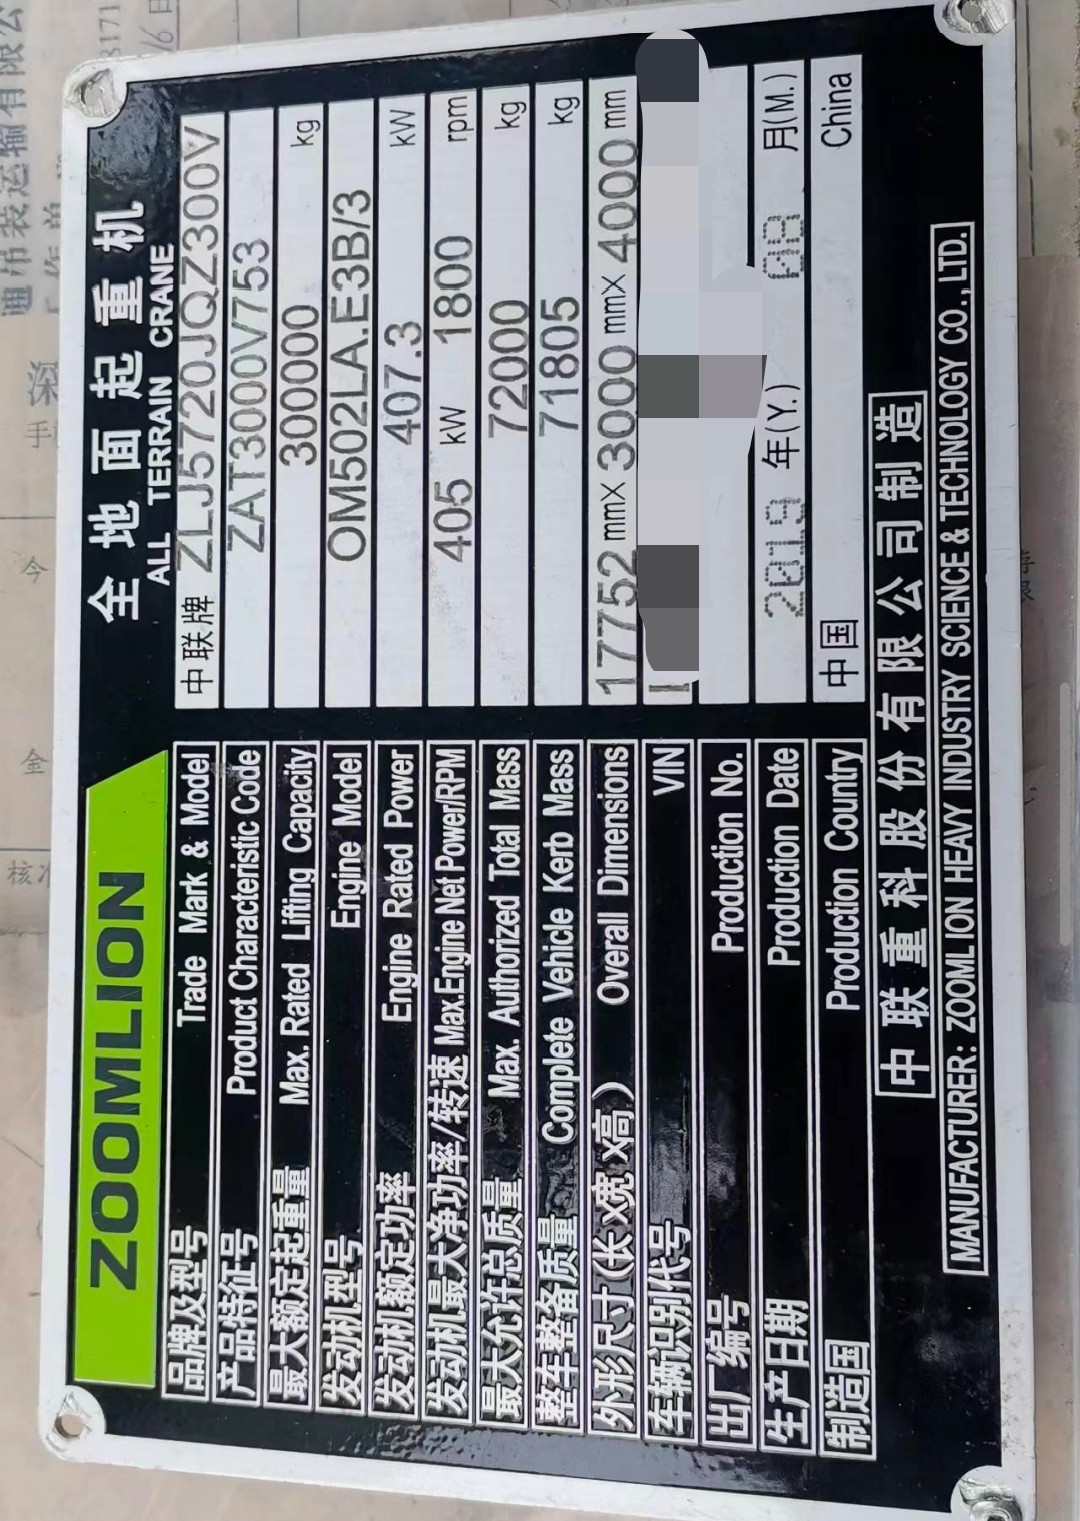 ZOOMLION
全地面起重机
ALL TERRAIN CRANE
品牌及型号 Trade Mark & Model 中联牌 ZLJ5720JQZ300V
产品特征号 Product Characteristic Code ZAT3000V753
最大额定起重量 Max. Rated Lifting Capacity 300000 kg
发动机型号 Engine Model OM502LA.E3B/3
发动机额定功率 Engine Rated Power 407.3 kW
发动机最大净功率/转速 Max.Engine Net Power/RPM 405 kW 1800 rpm
最大允许总质量 Max. Authorized Total Mass 72000 kg
整车整备质量 Complete Vehicle Kerb Mass 71805 kg
外形尺寸(长x宽x高) Overall Dimensions 17752 mmX 3000 mmX 4000 mm
车辆识别代号 VIN
出厂编号 Production No.
生产日期 Production Date 2019 年(Y.) 月(M.)
制造国 Production Country 中国 China
中联重科股份有限公司制造
MANUFACTURER: ZOOMLION HEAVY INDUSTRY SCIENCE & TECHNOLOGY CO.,LTD.